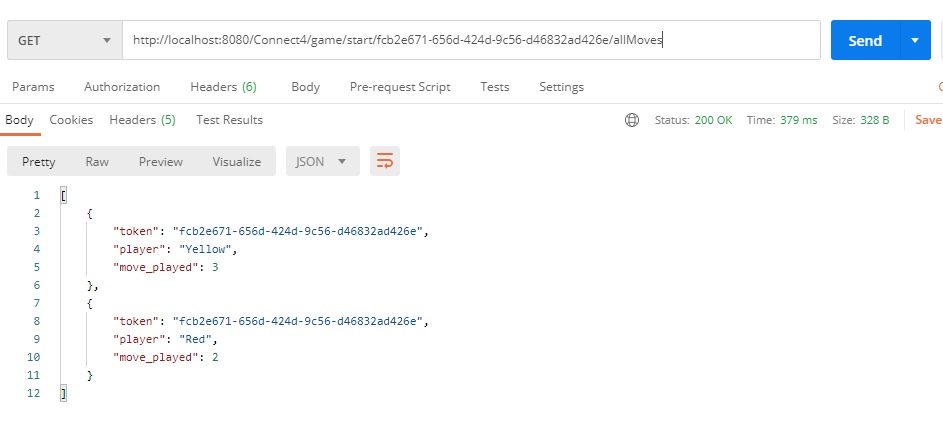 GET http://localhost:8080/Connect4/game/start/fcb2e671-656d-424d-9c56-d46832ad426e/allMoves Send
Params Authorization Headers (6) Body Pre-request Script Tests Settings
Body Cookies Headers (5) Test Results Status: 200 OK Time: 379 ms Size: 328 B Save
Pretty Raw Preview Visualize JSON
1 [
2 {
3 "token": "fcb2e671-656d-424d-9c56-d46832ad426e",
4 "player": "Yellow",
5 "move_played": 3
6 },
7 {
8 "token": "fcb2e671-656d-424d-9c56-d46832ad426e",
9 "player": "Red",
10 "move_played": 2
11 }
12 ]